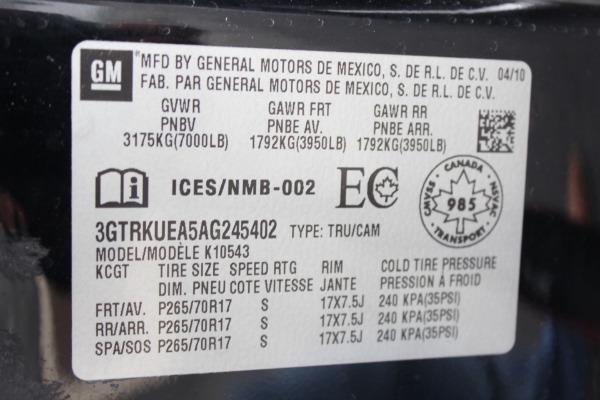 GM
MFD BY GENERAL MOTORS DE MEXICO, S. DE R.L. DE C.V. 04/10
FAB. PAR GENERAL MOTORS DE MEXICO, S. DE R.L. DE C.V.
GVWR GAWR FRT GAWR RR
PNBV PNBE AV. PNBE ARR.
3175KG(7000LB) 1792KG(3950LB) 1792KG(3950LB)
ICES/NMB-002 EC CANADA CMVSS NSVAC 985 TRANSPORT
3GTRKUEA5AG245402 TYPE: TRU/CAM
MODEL/MODÈLE K10543
KCGT TIRE SIZE SPEED RTG RIM COLD TIRE PRESSURE
DIM. PNEU COTE VITESSE JANTE PRESSION À FROID
FRT/AV. P265/70R17 S 17X7.5J 240 KPA(35PSI)
RR/ARR. P265/70R17 S 17X7.5J 240 KPA(35PSI)
SPA/SOS P265/70R17 S 17X7.5J 240 KPA(35PSI)